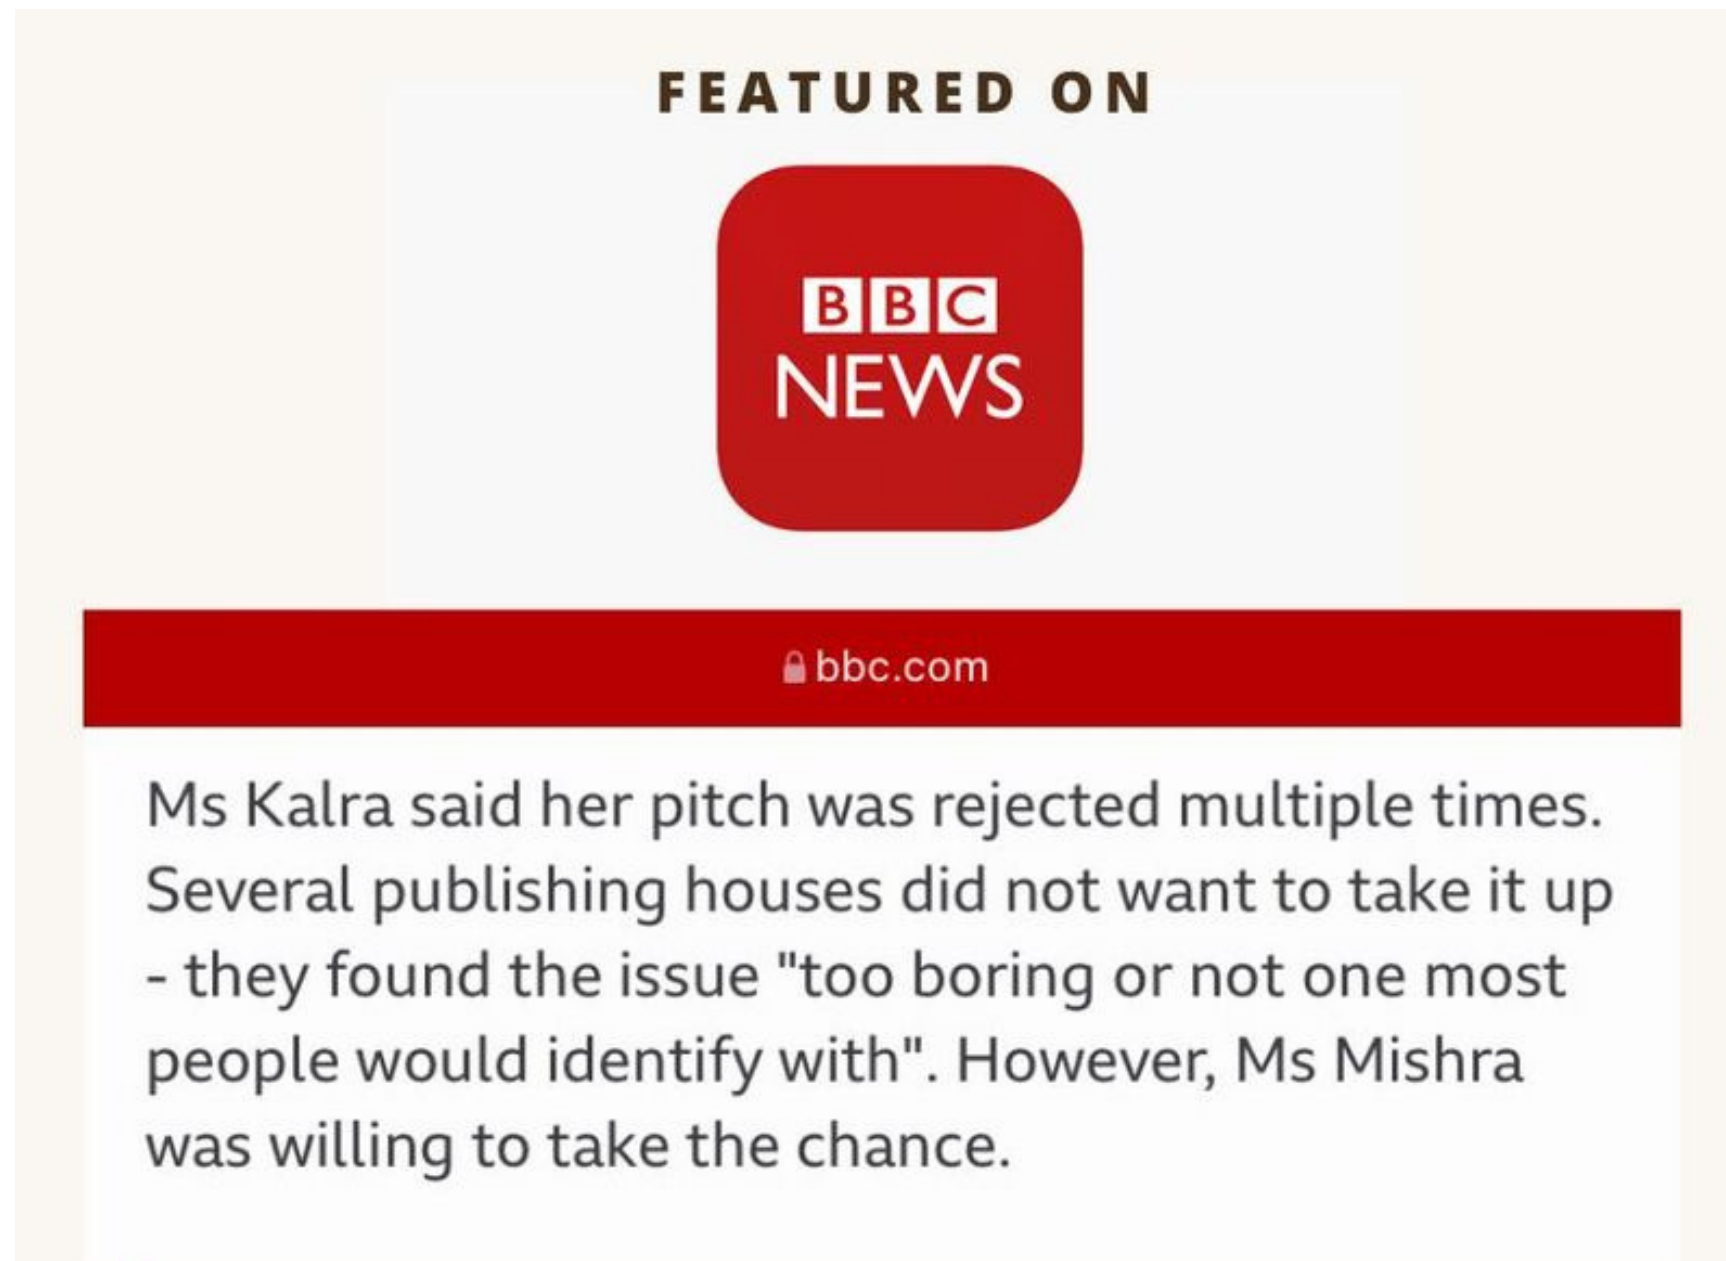 FEATURED ON
BBC
NEWS
bbc.com
Ms Kalra said her pitch was rejected multiple times.
Several publishing houses did not want to take it up
- they found the issue "too boring or not one most
people would identify with". However, Ms Mishra
was willing to take the chance.